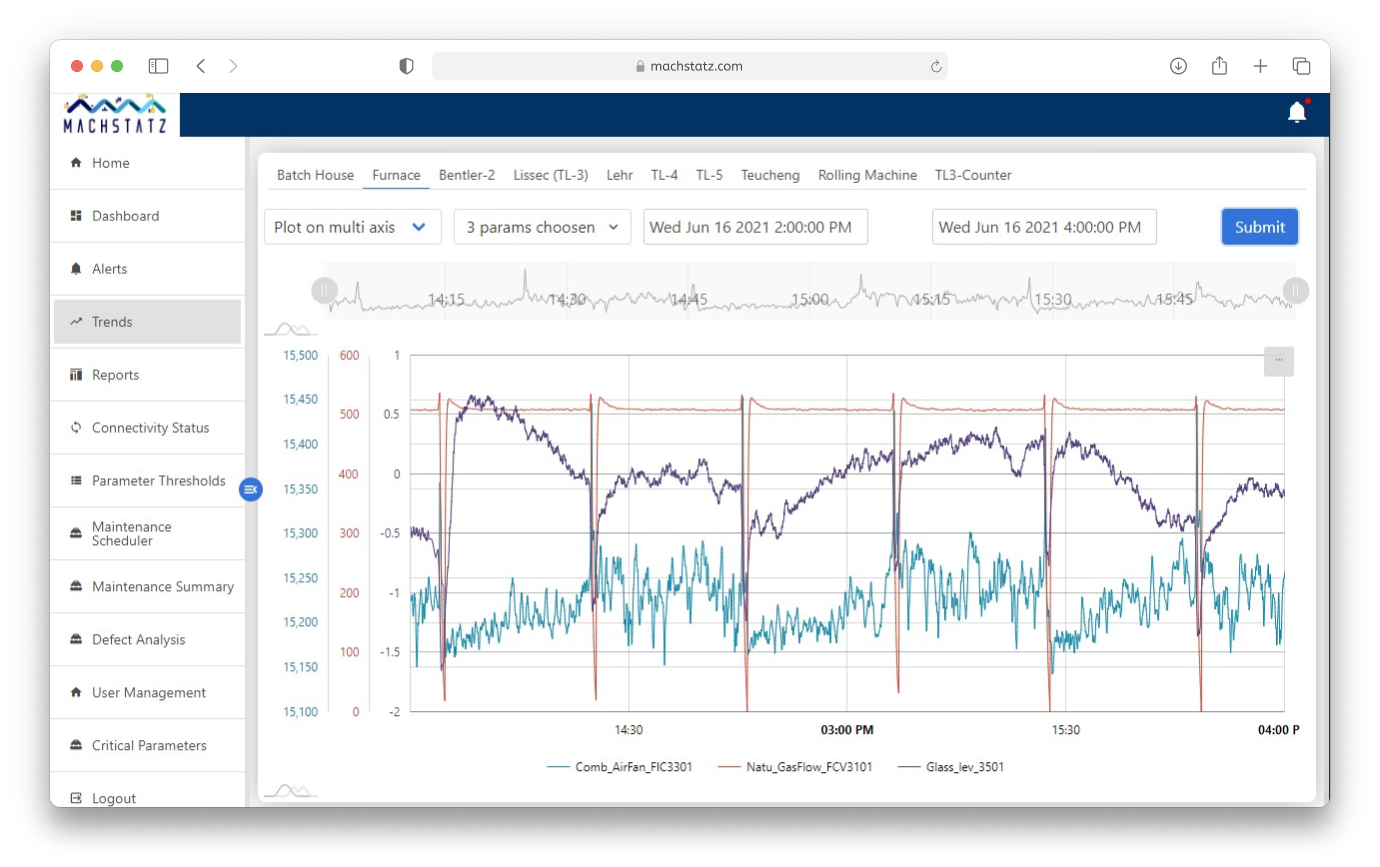 machstatz.com
MACHSTATZ
Home
Dashboard
Alerts
Trends
Reports
Connectivity Status
Parameter Thresholds
Maintenance
Scheduler
Maintenance Summary
Defect Analysis
User Management
Critical Parameters
Logout
Batch House Furnace Bentler-2 Lissec (TL-3) Lehr TL-4 TL-5 Teucheng Rolling Machine TL3-Counter
Plot on multi axis 3 params choosen Wed Jun 16 2021 2:00:00 PM Wed Jun 16 2021 4:00:00 PM Submit
14:15 14:30 14:45 15:00 15:15 15:30 15:45
15,500 600 1
15,450 500 0.5
15,400 400 0
15,350 300 -0.5
15,300 200 -1
15,250 100 -1.5
15,200 0 -2
15,150
15,100
14:30 03:00 PM 15:30 04:00 P
Comb_AirFan_FIC3301 Natu_GasFlow_FCV3101 Glass_lev_3501